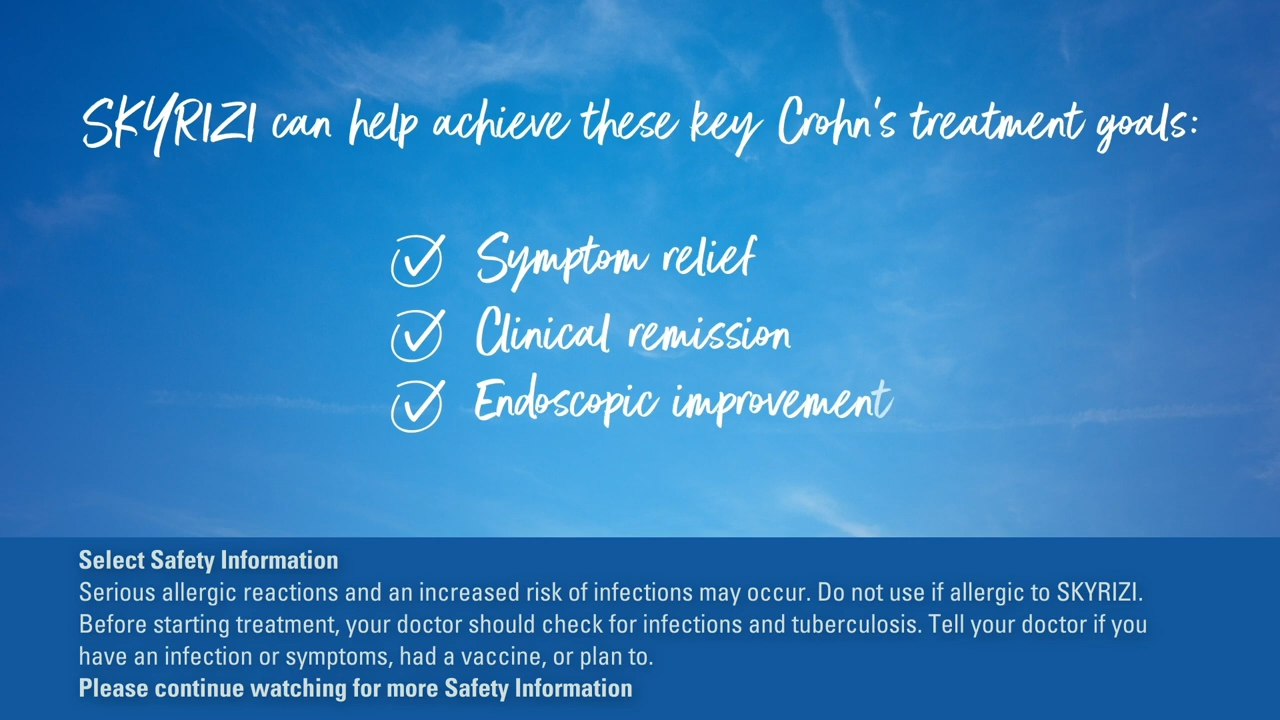 SKYRIZI can help achieve these key Crohn's treatment goals:
Symptom relief
Clinical remission
Endoscopic improvement
Select Safety Information
Serious allergic reactions and an increased risk of infections may occur. Do not use if allergic to SKYRIZI.
Before starting treatment, your doctor should check for infections and tuberculosis. Tell your doctor if you
have an infection or symptoms, had a vaccine, or plan to.
Please continue watching for more Safety Information